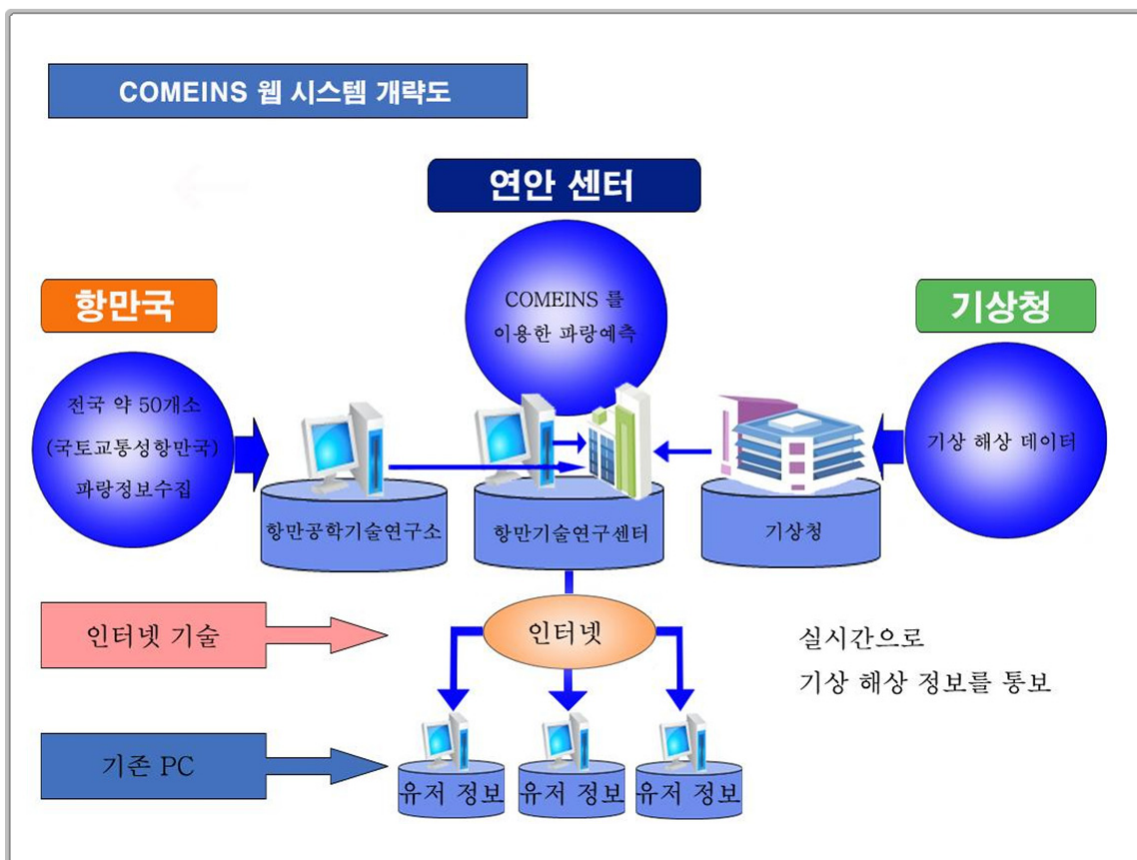 COMEINS 웹 시스템 개략도
연안 센터
항만국
기상청
COMEINS 를
이용한 파랑예측
전국 약 50개소
(국토교통성항만국)
파랑정보수집
기상 해상 데이터
항만공학기술연구소
항만기술연구센터
기상청
인터넷 기술
인터넷
실시간으로
기상 해상 정보를 통보
기존 PC
유저 정보
유저 정보
유저 정보